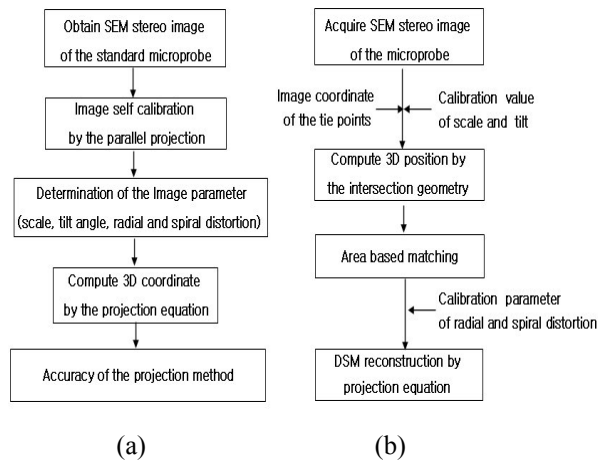 Obtain SEM stereo image
of the standard microprobe
Image self calibration
by the parallel projection
Determination of the Image parameter
(scale, tilt angle, radial and spiral distortion)
Compute 3D coordinate
by the projection equation
Accuracy of the projection method
(a)
Acquire SEM stereo image
of the microprobe
Image coordinate
of the tie points
Calibration value
of scale and tilt
Compute 3D position by
the intersection geometry
Area based matching
Calibration parameter
of radial and spiral distortion
DSM reconstruction by
projection equation
(b)